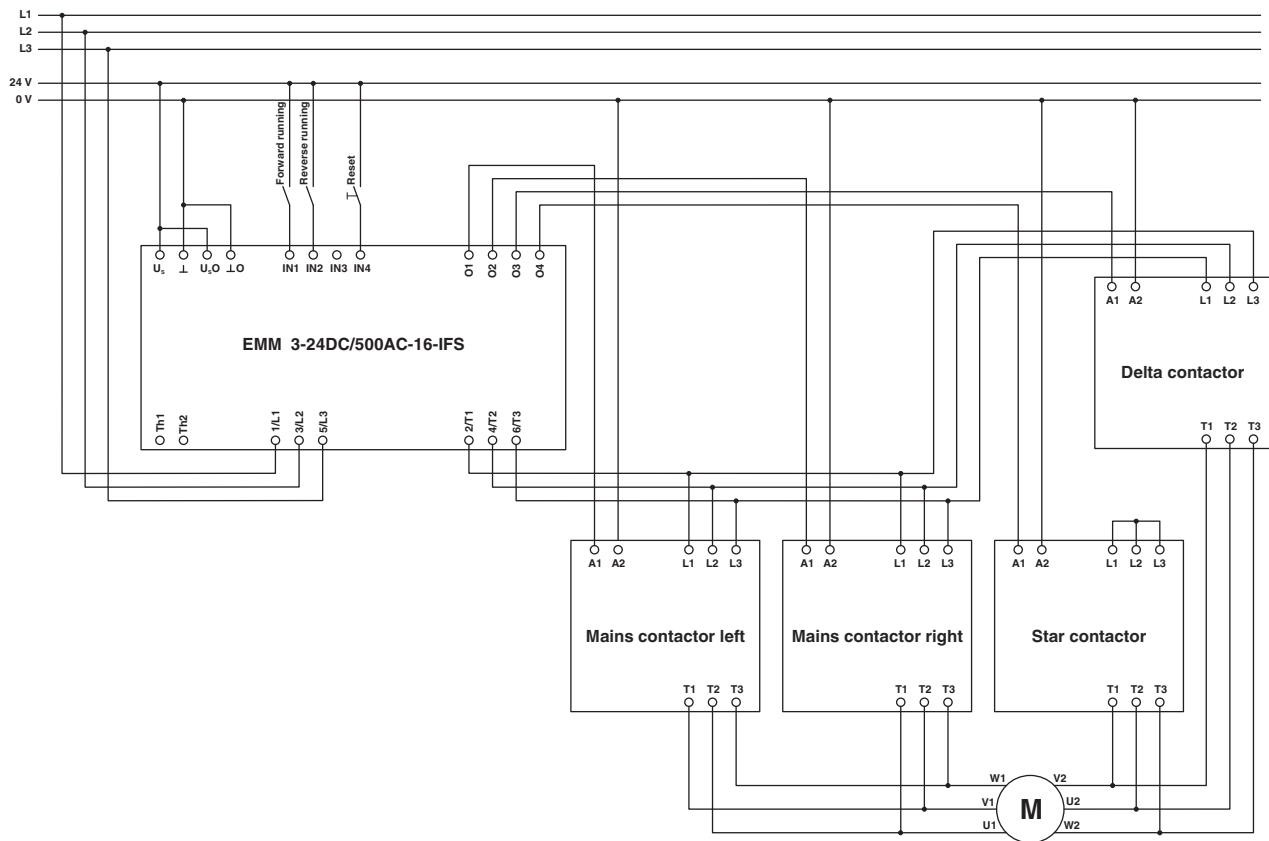 L1
L2
L3
24 V
0 V
Forward running
Reverse running
Reset
Us ⊥ UsO ⊥O IN1 IN2 IN3 IN4 O1 O2 O3 O4
EMM 3-24DC/500AC-16-IFS
Th1 Th2 1/L1 3/L2 5/L3 2/T1 4/T2 6/T3
A1 A2 L1 L2 L3
Delta contactor
T1 T2 T3
A1 A2 L1 L2 L3
Mains contactor left
T1 T2 T3
A1 A2 L1 L2 L3
Mains contactor right
T1 T2 T3
A1 A2 L1 L2 L3
Star contactor
T1 T2 T3
W1 V2
V1 M U2
U1 W2